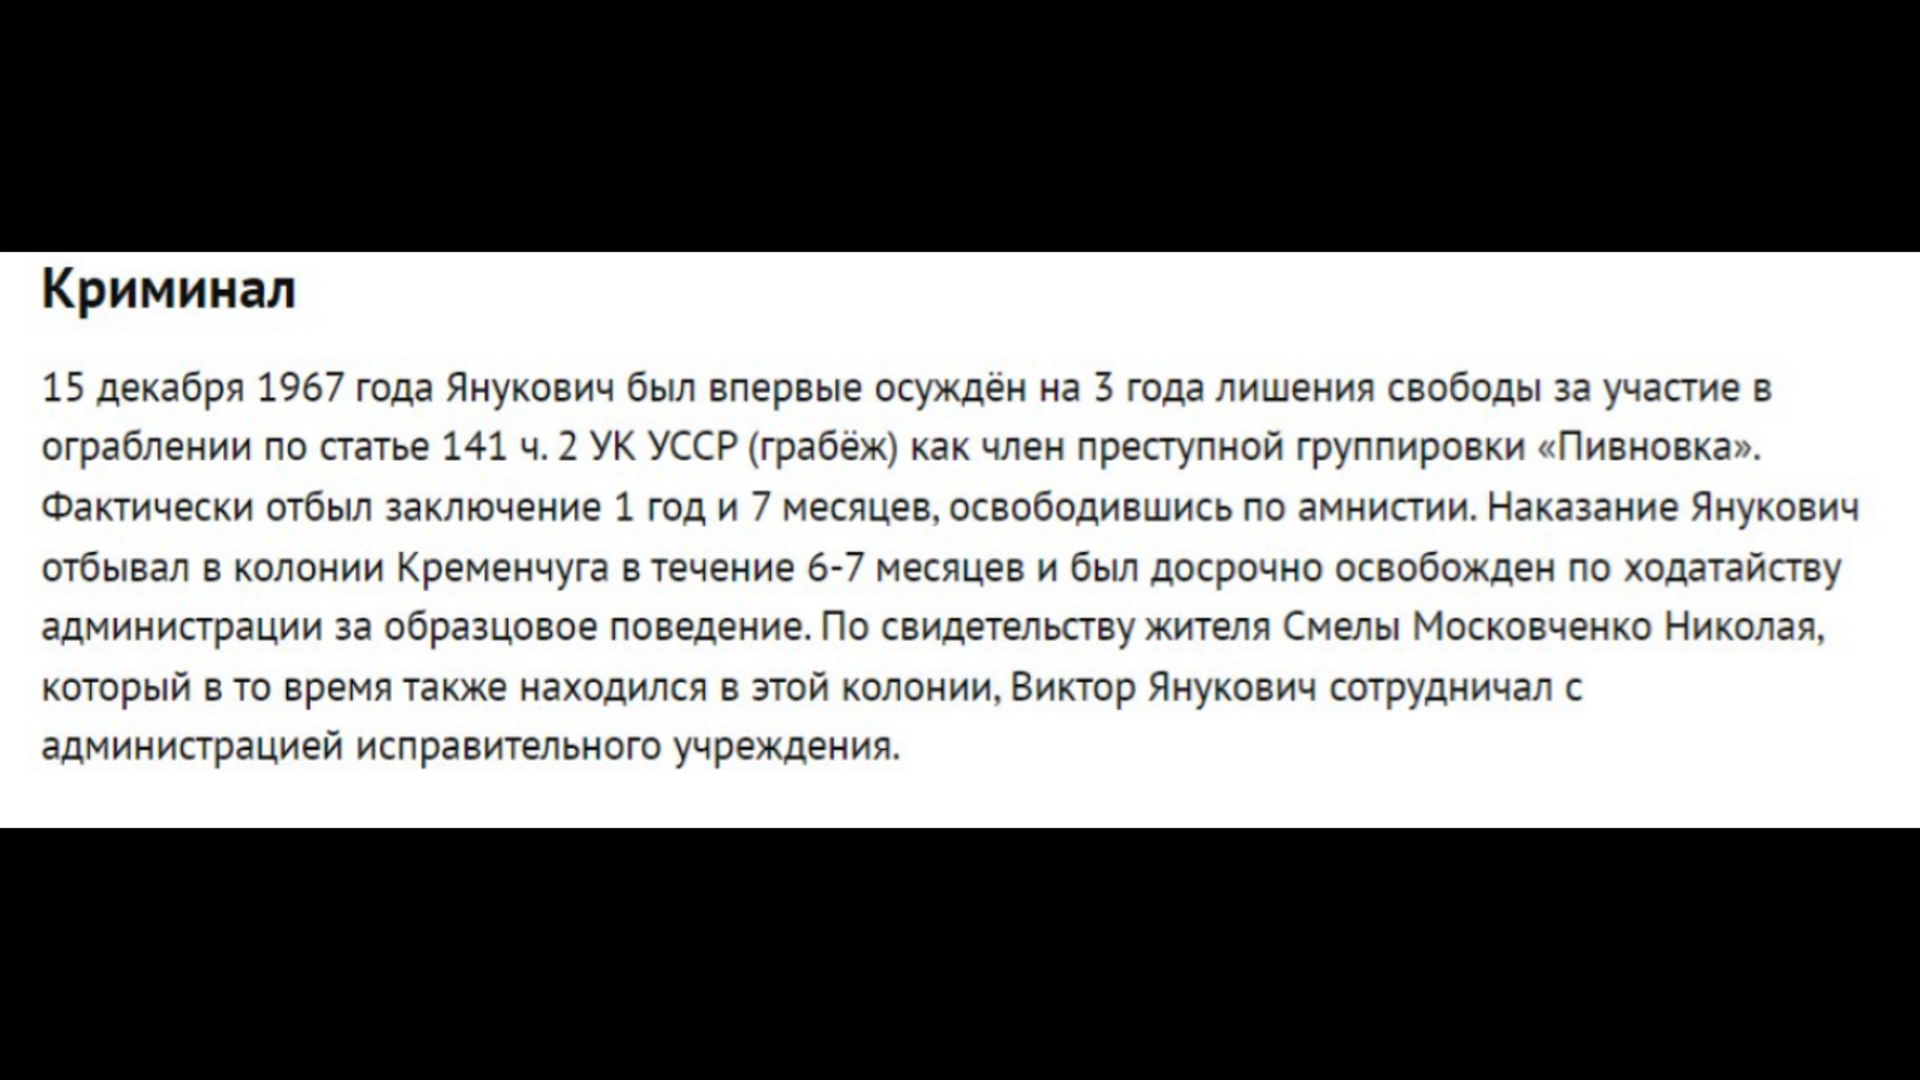 Криминал
15 декабря 1967 года Янукович был впервые осуждён на 3 года лишения свободы за участие в
ограблении по статье 141 ч. 2 УК УССР (грабёж) как член преступной группировки «Пивновка».
Фактически отбыл заключение 1 год и 7 месяцев, освободившись по амнистии. Наказание Янукович
отбывал в колонии Кременчуга в течение 6-7 месяцев и был досрочно освобожден по ходатайству
администрации за образцовое поведение. По свидетельству жителя Смелы Московченко Николая,
который в то время также находился в этой колонии, Виктор Янукович сотрудничал с
администрацией исправительного учреждения.